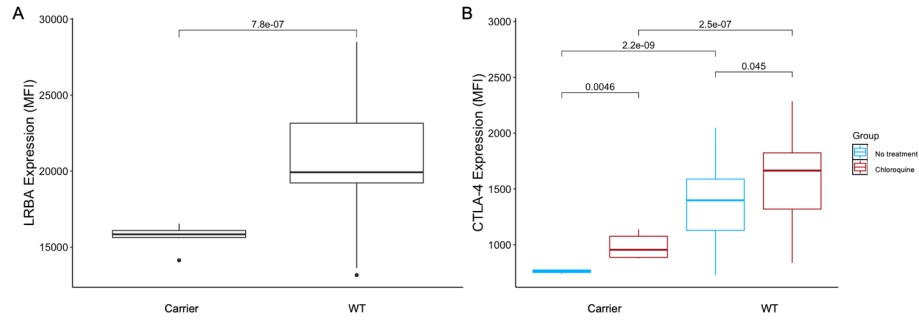 A
LRBA Expression (MFI)
30000
25000
20000
15000
7.8e-07
Carrier
WT
B
CTLA-4 Expression (MFI)
3000
2500
2000
1500
1000
2.5e-07
2.2e-09
0.045
0.0046
Carrier
WT
Group
No treatment
Chloroquine